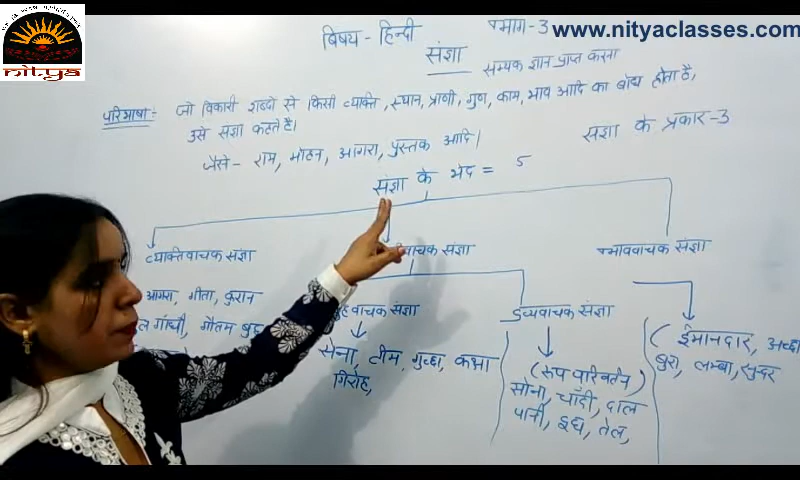 nitya
www.nityaclasses.com
विषय - हिन्दी भाग-3
संज्ञा
सम्यक ज्ञान प्राप्त करना
परिभाषा:- जो विकारी शब्दो से किसी व्यक्ति, स्थान, प्राणी, गुण, काम, भाव आदि का बोध होता है,
उसे संज्ञा कहते है।
जैसे - राम, मोहन, आगरा, पुस्तक आदि।
संज्ञा के प्रकार-3
संज्ञा के भेद = 5
व्यक्तिवाचक संज्ञा
वाचक संज्ञा
भाववाचक संज्ञा
आगरा, गीता, कुरान
गाँधी, गौतम बुद्ध
वाचक संज्ञा
सेना, टीम, गुच्छा, कक्षा
गिरोह,
द्रव्यवाचक संज्ञा
(रूप परिवर्तन)
सोना, चाँदी, दाल
पानी, दूध, तेल,
(ईमानदार,
बुरा, लम्बा, सुन्दर